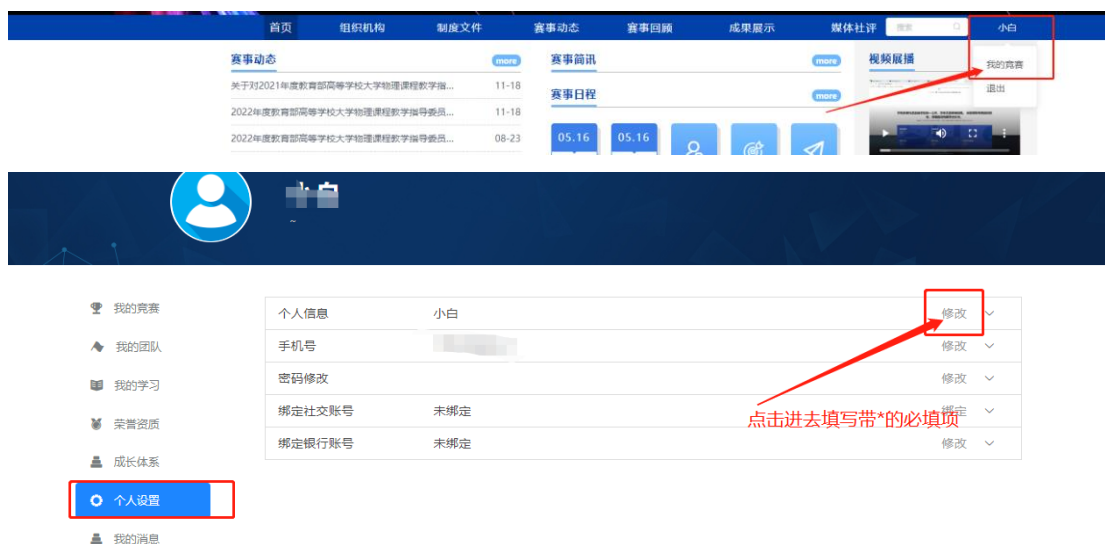 首页 组织机构 制度文件 赛事动态 赛事回顾 成果展示 媒体社评 搜索 小白
赛事动态 more
关于对2021年度教育部高等学校大学物理课程教学指... 11-18
2022年度教育部高等学校大学物理课程教学指导委员... 11-18
2022年度教育部高等学校大学物理课程教学指导委员... 08-23
赛事简讯 more
赛事日程 more
05.16 05.16
视频展播
我的竞赛
退出
小白
~
我的竞赛
我的团队
我的学习
荣誉资质
成长体系
个人设置
我的消息
个人信息 小白 修改
手机号 修改
密码修改 修改
绑定社交账号 未绑定 绑定
绑定银行账号 未绑定 修改
点击进去填写带*的必填项